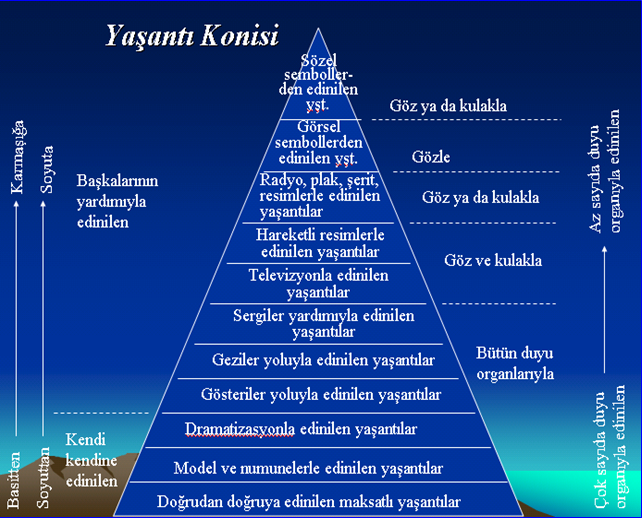 Yaşantı Konisi
Sözel
semboller-
den edinilen
yşt.
Görsel
sembollerden
edinilen yşt.
Radyo, plak, şerit,
resimlerle edinilen
yaşantılar
Hareketli resimlerle
edinilen yaşantılar
Televizyonla edinilen
yaşantılar
Sergiler yardımıyla edinilen
yaşantılar
Geziler yoluyla edinilen yaşantılar
Gösteriler yoluyla edinilen yaşantılar
Dramatizasyonla edinilen yaşantılar
Model ve numunelerle edinilen yaşantılar
Doğrudan doğruya edinilen maksatlı yaşantılar
Göz ya da kulakla
Gözle
Göz ya da kulakla
Göz ve kulakla
Bütün duyu
organlarıyla
Başkalarının
yardımıyla
edinilen
Kendi
kendine
edinilen
Basitten
Karmaşığa
Soyuttan
Soyuta
Az sayıda duyu
organıyla edinilen
Çok sayıda duyu
organıyla edinilen